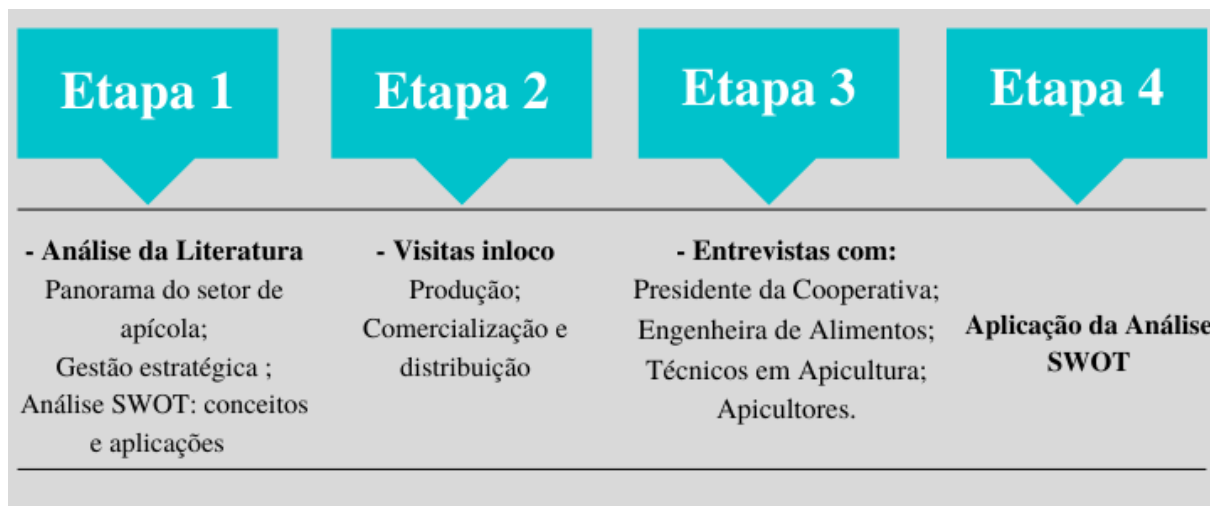 Etapa 1
Etapa 2
Etapa 3
Etapa 4
- Análise da Literatura
Panorama do setor de
apícola;
Gestão estratégica ;
Análise SWOT: conceitos
e aplicações
- Visitas inloco
Produção;
Comercialização e
distribuição
- Entrevistas com:
Presidente da Cooperativa;
Engenheira de Alimentos;
Técnicos em Apicultura;
Apicultores.
Aplicação da Análise
SWOT